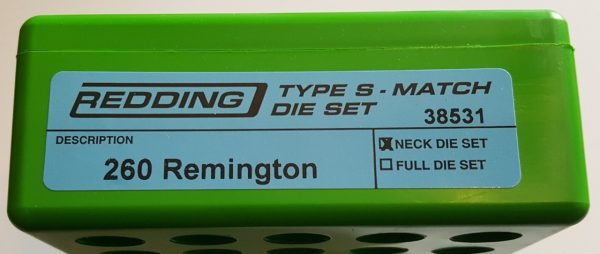 REDDING TYPE S - MATCH
DIE SET 38531
DESCRIPTION
260 Remington
☒ NECK DIE SET
☐ FULL DIE SET